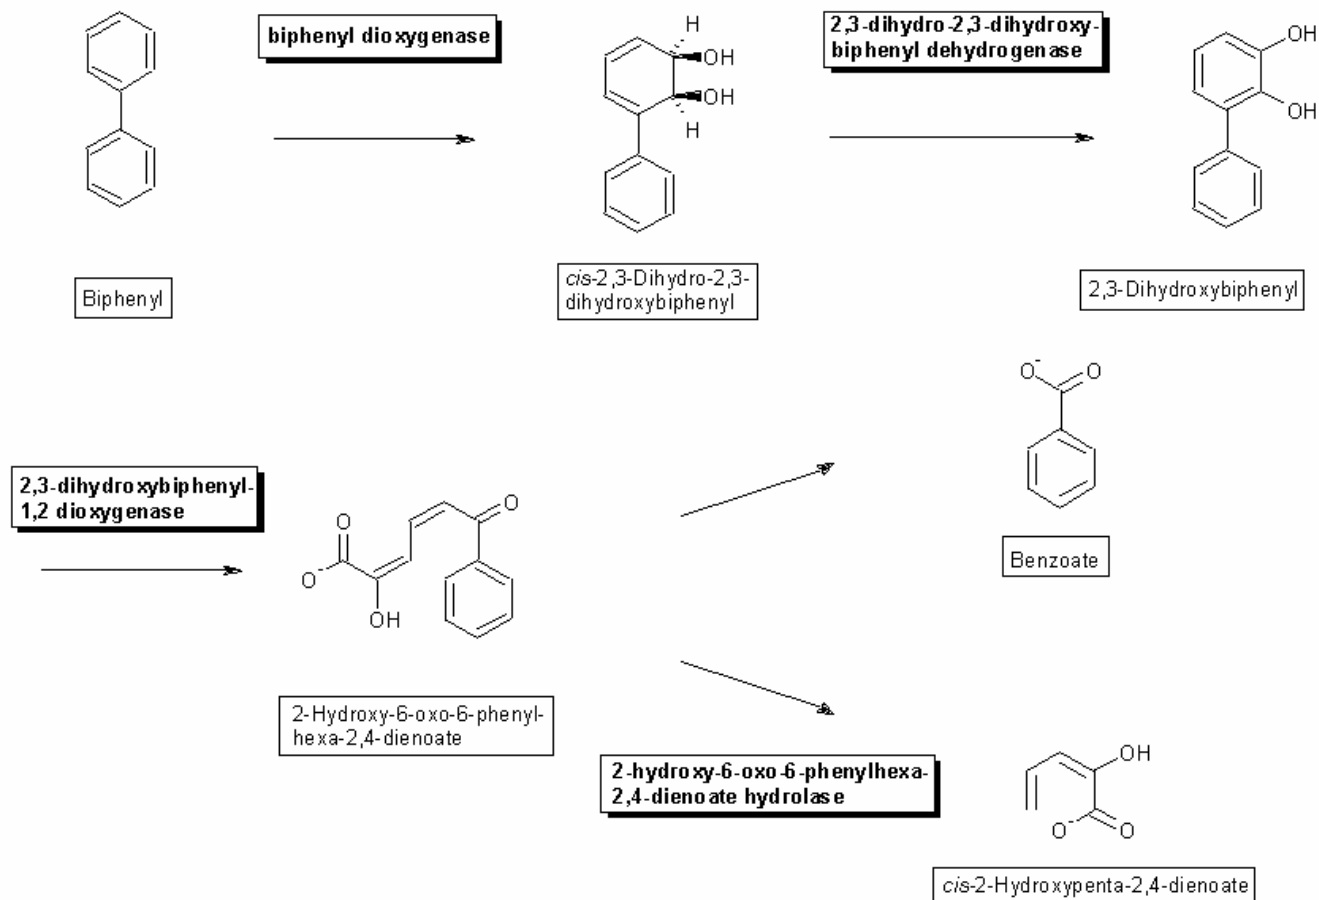 biphenyl dioxygenase
2,3-dihydro-2,3-dihydroxy-
biphenyl dehydrogenase
H
OH
OH
H
OH
OH
Biphenyl
cis-2,3-Dihydro-2,3-
dihydroxybiphenyl
2,3-Dihydroxybiphenyl
O-
O
2,3-dihydroxybiphenyl-
1,2 dioxygenase
O
O
O-
OH
Benzoate
2-Hydroxy-6-oxo-6-phenyl-
hexa-2,4-dienoate
2-hydroxy-6-oxo-6-phenylhexa-
2,4-dienoate hydrolase
OH
O-
O
cis-2-Hydroxypenta-2,4-dienoate